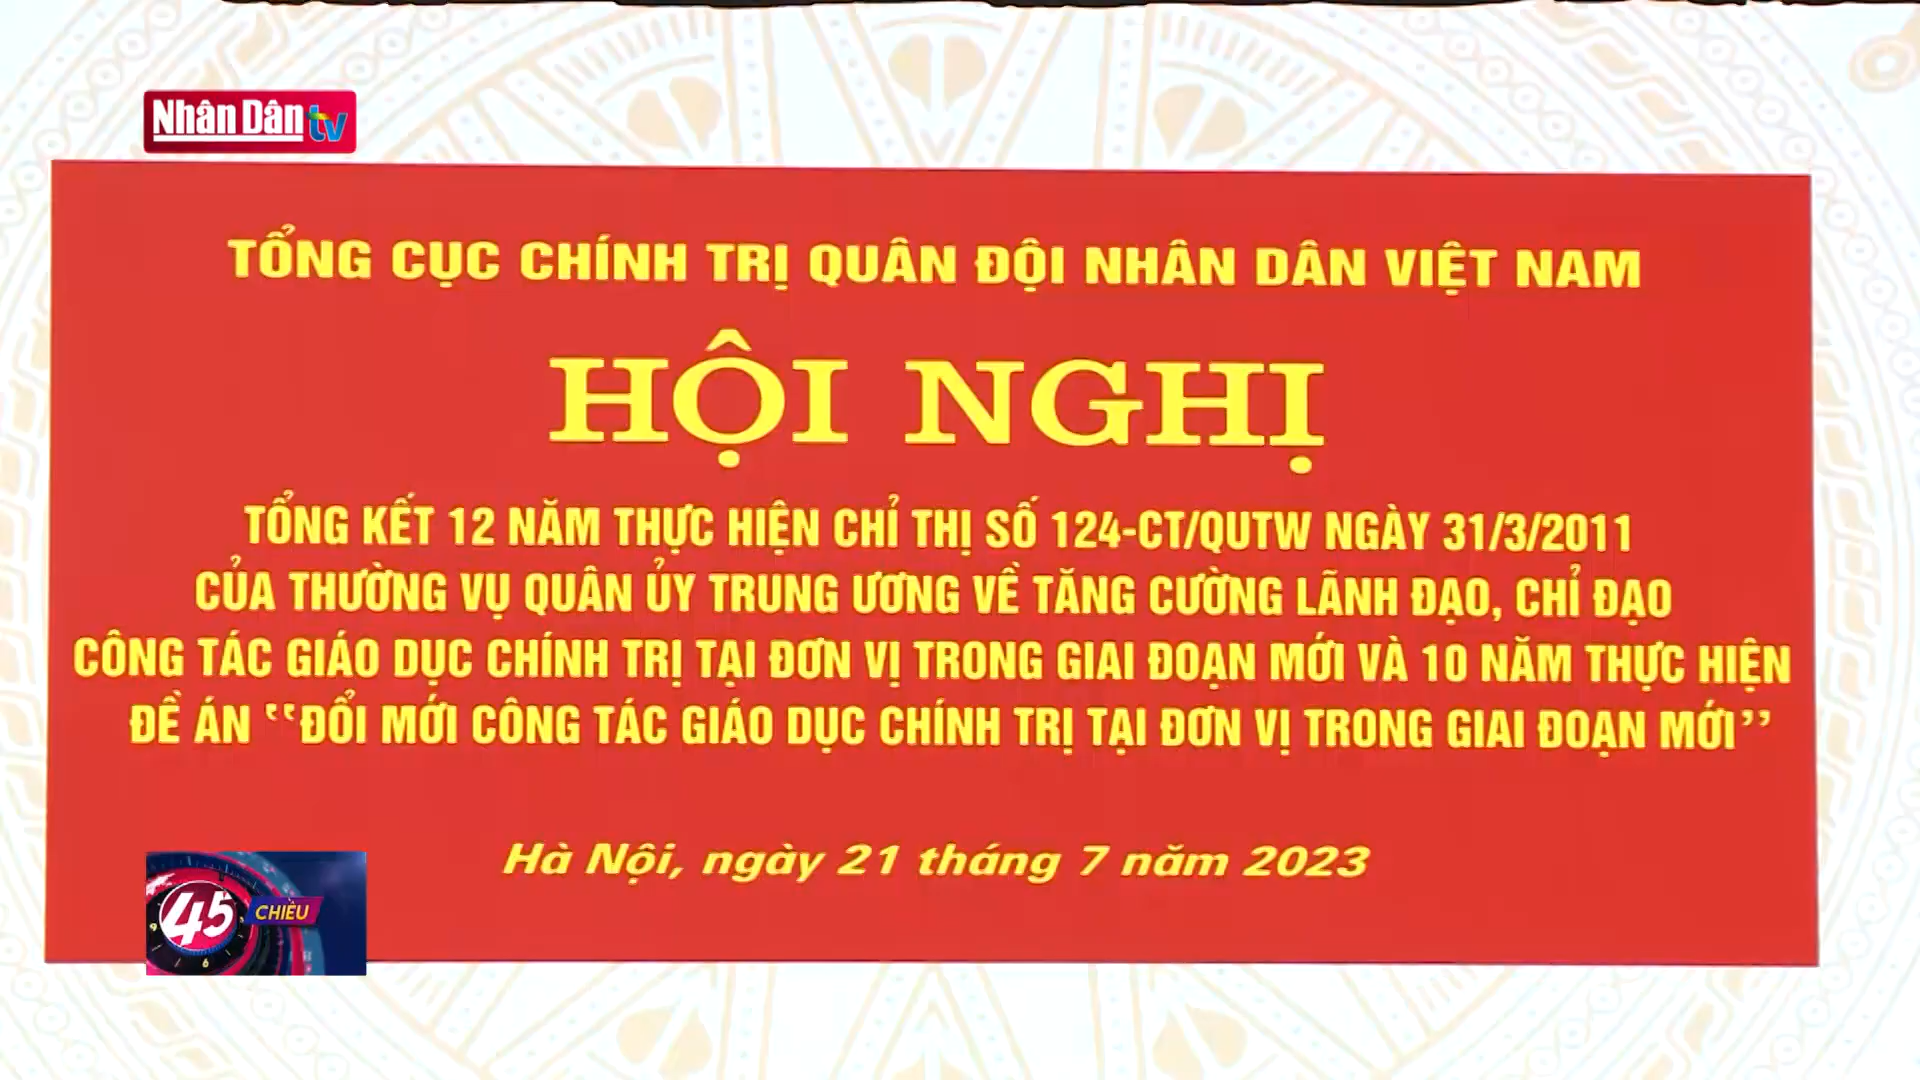 Nhân Dân tv
TỔNG CỤC CHÍNH TRỊ QUÂN ĐỘI NHÂN DÂN VIỆT NAM
HỘI NGHỊ
TỔNG KẾT 12 NĂM THỰC HIỆN CHỈ THỊ SỐ 124-CT/QUTW NGÀY 31/3/2011
CỦA THƯỜNG VỤ QUÂN ỦY TRUNG ƯƠNG VỀ TĂNG CƯỜNG LÃNH ĐẠO, CHỈ ĐẠO
CÔNG TÁC GIÁO DỤC CHÍNH TRỊ TẠI ĐƠN VỊ TRONG GIAI ĐOẠN MỚI VÀ 10 NĂM THỰC HIỆN
ĐỀ ÁN “ĐỔI MỚI CÔNG TÁC GIÁO DỤC CHÍNH TRỊ TẠI ĐƠN VỊ TRONG GIAI ĐOẠN MỚI”
Hà Nội, ngày 21 tháng 7 năm 2023
45 CHIỀU
9
6